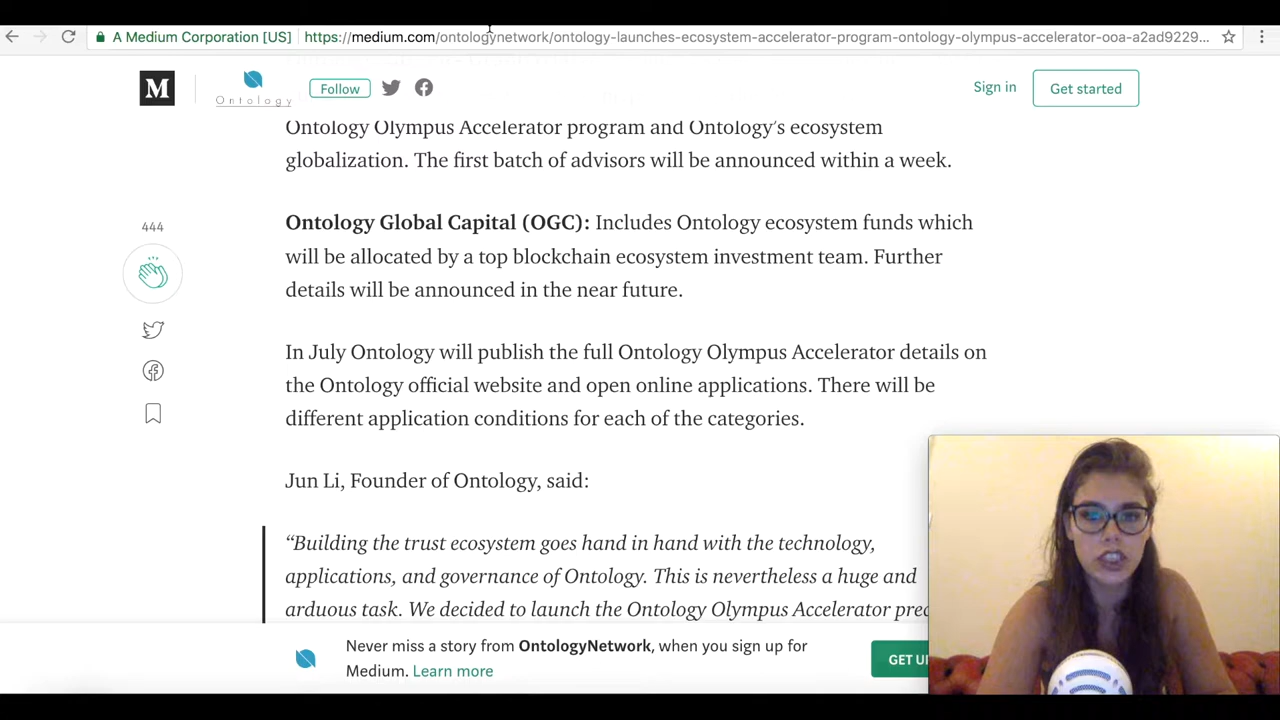 A Medium Corporation [US] https://medium.com/ontologynetwork/ontology-launches-ecosystem-accelerator-program-ontology-olympus-accelerator-ooa-a2ad9229...
M
Ontology
Follow
Sign in
Get started
Ontology Olympus Accelerator program and Ontology’s ecosystem
globalization. The first batch of advisors will be announced within a week.
444
Ontology Global Capital (OGC): Includes Ontology ecosystem funds which
will be allocated by a top blockchain ecosystem investment team. Further
details will be announced in the near future.
In July Ontology will publish the full Ontology Olympus Accelerator details on
the Ontology official website and open online applications. There will be
different application conditions for each of the categories.
Jun Li, Founder of Ontology, said:
“Building the trust ecosystem goes hand in hand with the technology,
applications, and governance of Ontology. This is nevertheless a huge and
arduous task. We decided to launch the Ontology Olympus Accelerator
Never miss a story from OntologyNetwork, when you sign up for
Medium. Learn more
GET